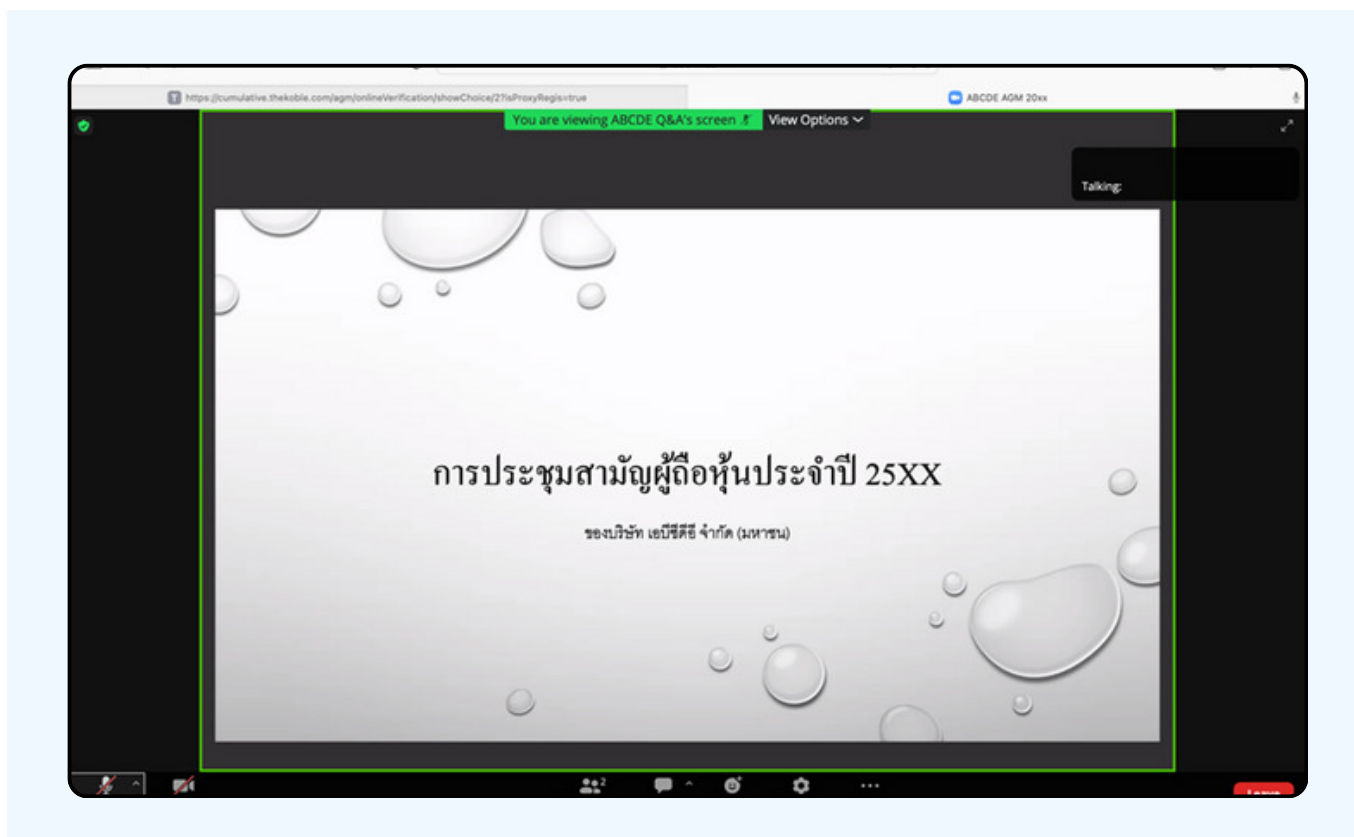 https://cumulative.thekoble.com/agm/onlineVerification/showChoice/2?isProxyRegis=true
ABCDE AGM 20xx
You are viewing ABCDE Q&A's screen
View Options
Talking:
การประชุมสามัญผู้ถือหุ้นประจำปี 25XX
ของบริษัท เอบีซีดีอี จำกัด (มหาชน)
2
Leave